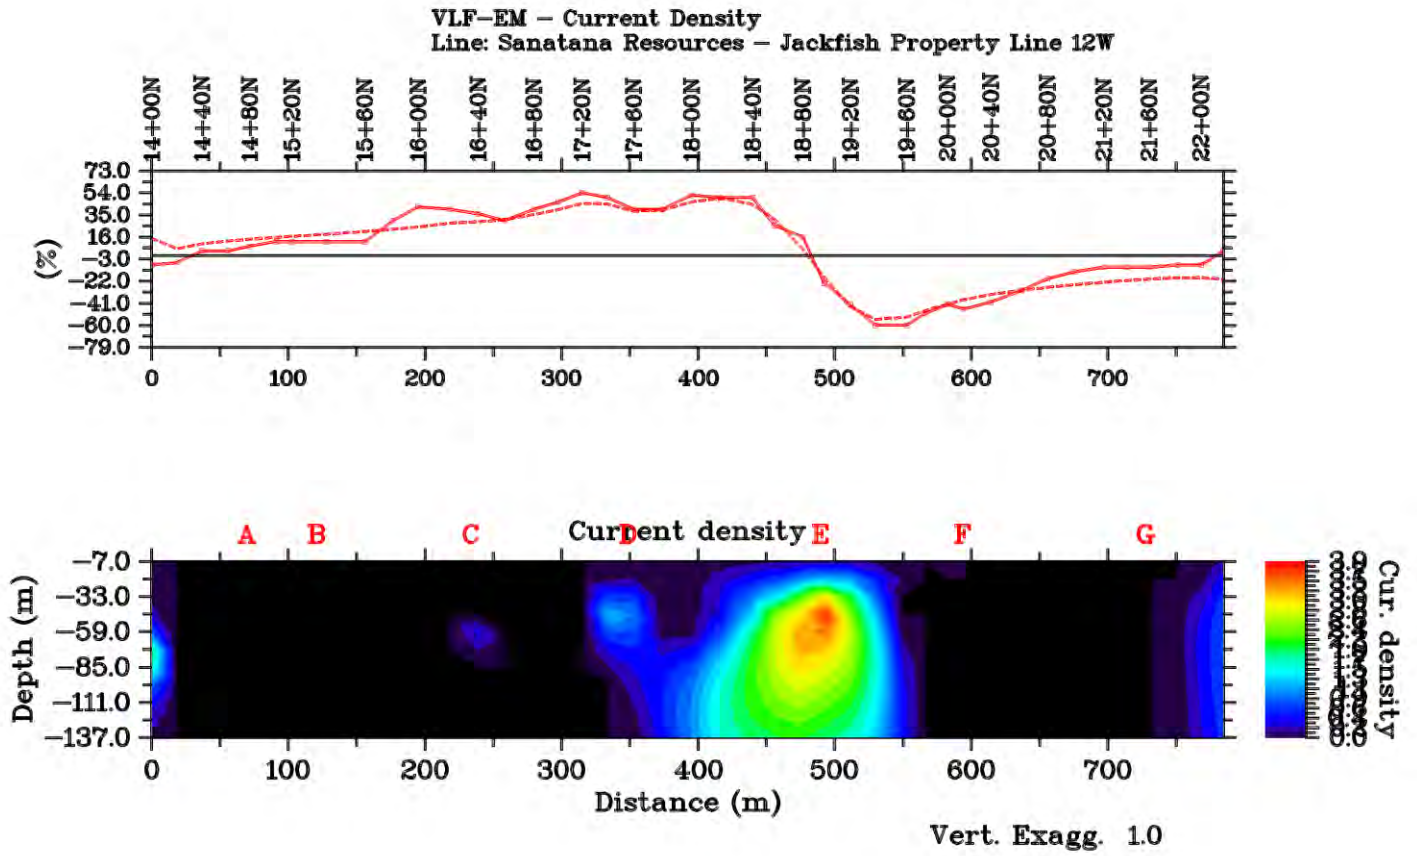 VLF-EM - Current Density
Line: Sanatana Resources - Jackfish Property Line 12W
14+00N 14+40N 14+80N 15+20N 15+60N 16+00N 16+40N 16+80N 17+20N 17+60N 18+00N 18+40N 18+80N 19+20N 19+60N 20+00N 20+40N 20+80N 21+20N 21+60N 22+00N
73.0
54.0
35.0
16.0
-3.0
-22.0
-41.0
-60.0
-79.0
(%)
0 100 200 300 400 500 600 700
Current density
A B C D E F G
-7.0
-33.0
-59.0
-85.0
-111.0
-137.0
Depth (m)
0 100 200 300 400 500 600 700
Distance (m)
0.0
Cur. density
Vert. Exagg. 1.0